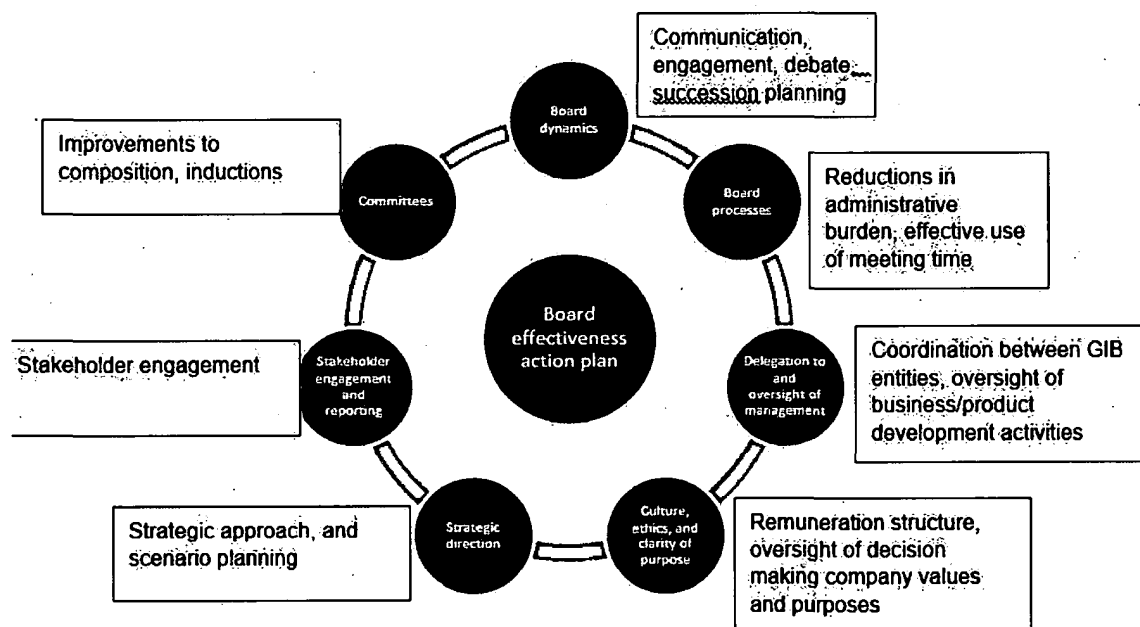 Communication,
engagement, debate
succession planning
Board
dynamics
Improvements to
composition, inductions
Committees
Board
processes
Reductions in
administrative
burden, effective use
of meeting time
Board
effectiveness
action plan
Stakeholder engagement
Stakeholder
engagement
and
reporting
Delegation to
and
oversight of
management
Coordination between GIB
entities, oversight of
business/product
development activities
Strategic approach, and
scenario planning
Strategic
direction
Culture,
ethics, and
clarity of
purpose
Remuneration structure,
oversight of decision
making company values
and purposes